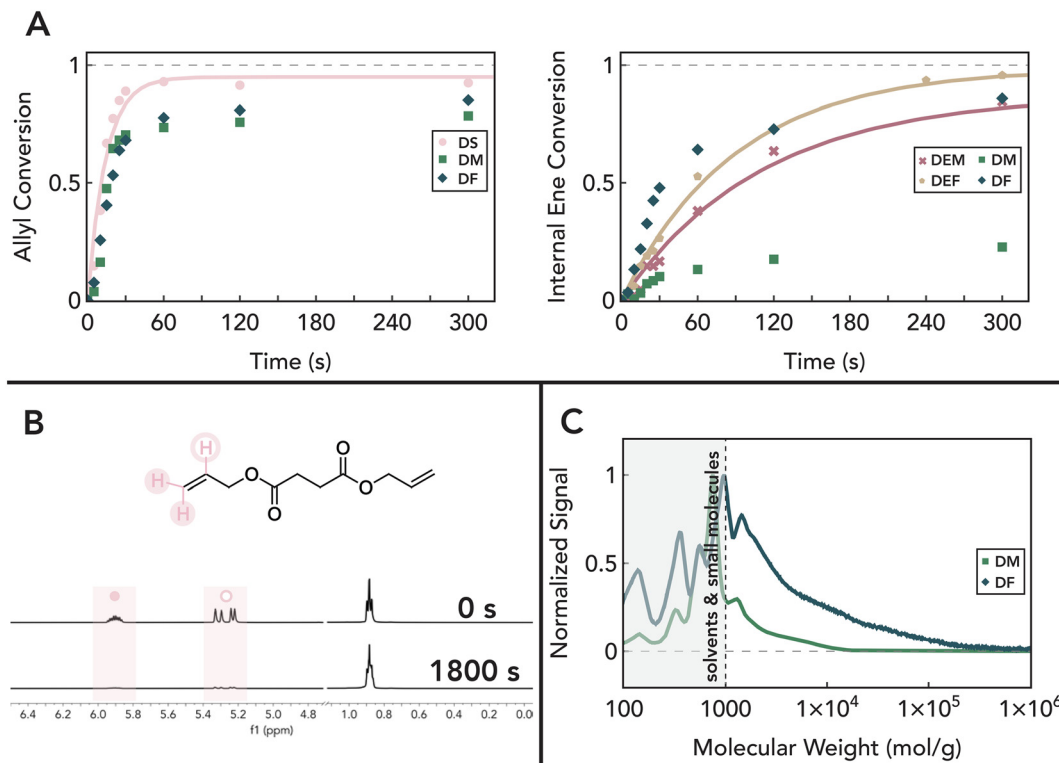 A
Allyl Conversion
1
0.5
0
0 60 120 180 240 300
Time (s)
DS
DM
DF
Internal Ene Conversion
1
0.5
0
0 60 120 180 240 300
Time (s)
DEM DM
DEF DF
B
H
H
H
O
O
O
O
0 s
1800 s
6.4 6.2 6.0 5.8 5.6 5.4 5.2 5.0 4.8 1.0 0.8 0.6 0.4 0.2 0.0
f1 (ppm)
C
Normalized Signal
1
0.5
0
solvents & small molecules
DM
DF
100 1000 1×10⁴ 1×10⁵ 1×10⁶
Molecular Weight (mol/g)